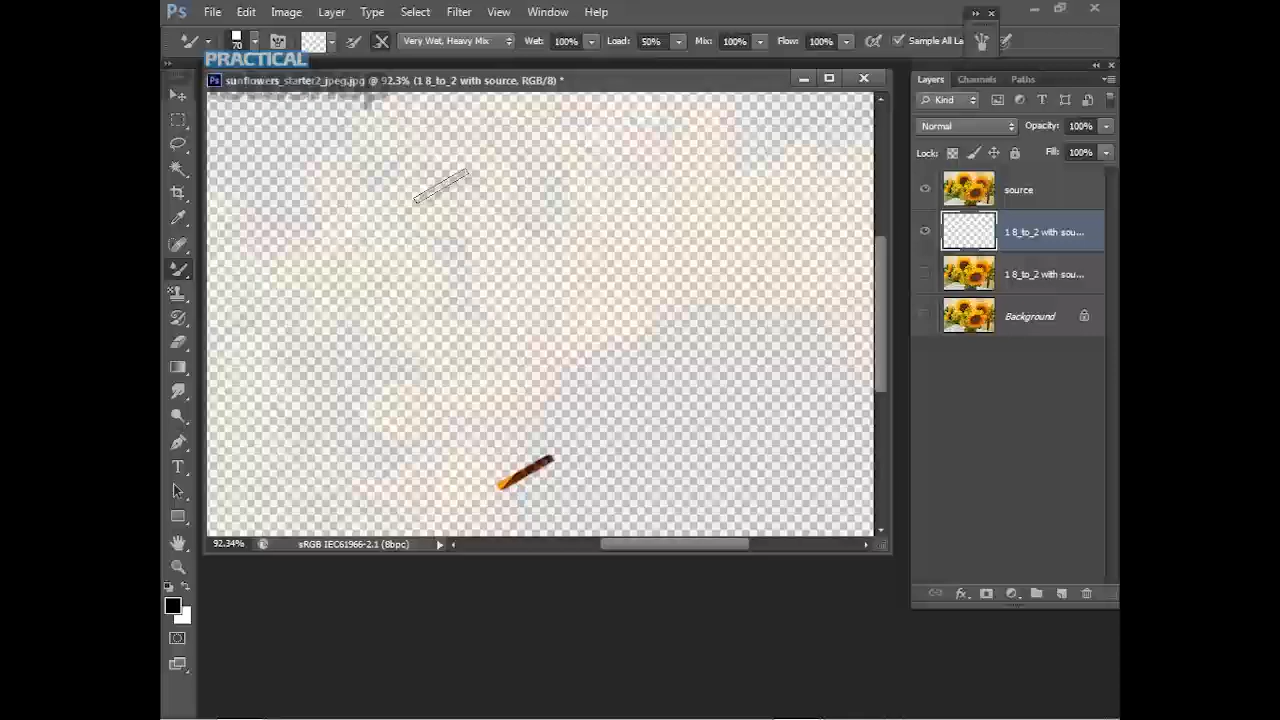 Ps File Edit Image Layer Type Select Filter View Window Help
70 Very Wet, Heavy Mix Wet: 100% Load: 50% Mix: 100% Flow: 100% Sample All La
PRACTICAL
Ps sunflowers_starter2_jpeg.jpg @ 92.3% (1 8_to_2 with source, RGB/8) *
Layers Channels Paths
Kind
Normal Opacity: 100%
Lock: Fill: 100%
source
1 8_to_2 with sou...
1 8_to_2 with sou...
Background
92.34% sRGB IEC61966-2.1 (8bpc)